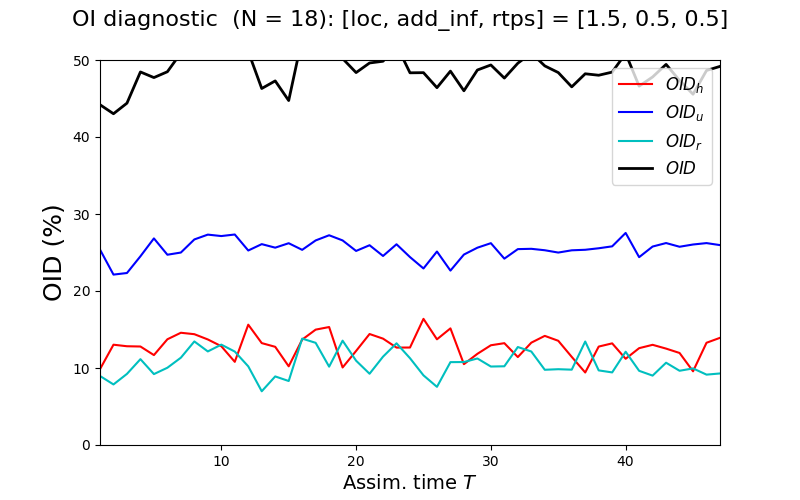 OI diagnostic  (N = 18): [loc, add_inf, rtps] = [1.5, 0.5, 0.5]
50
40
30
20
10
0
OID (%)
OID_h
OID_u
OID_r
OID
10
20
30
40
Assim. time T